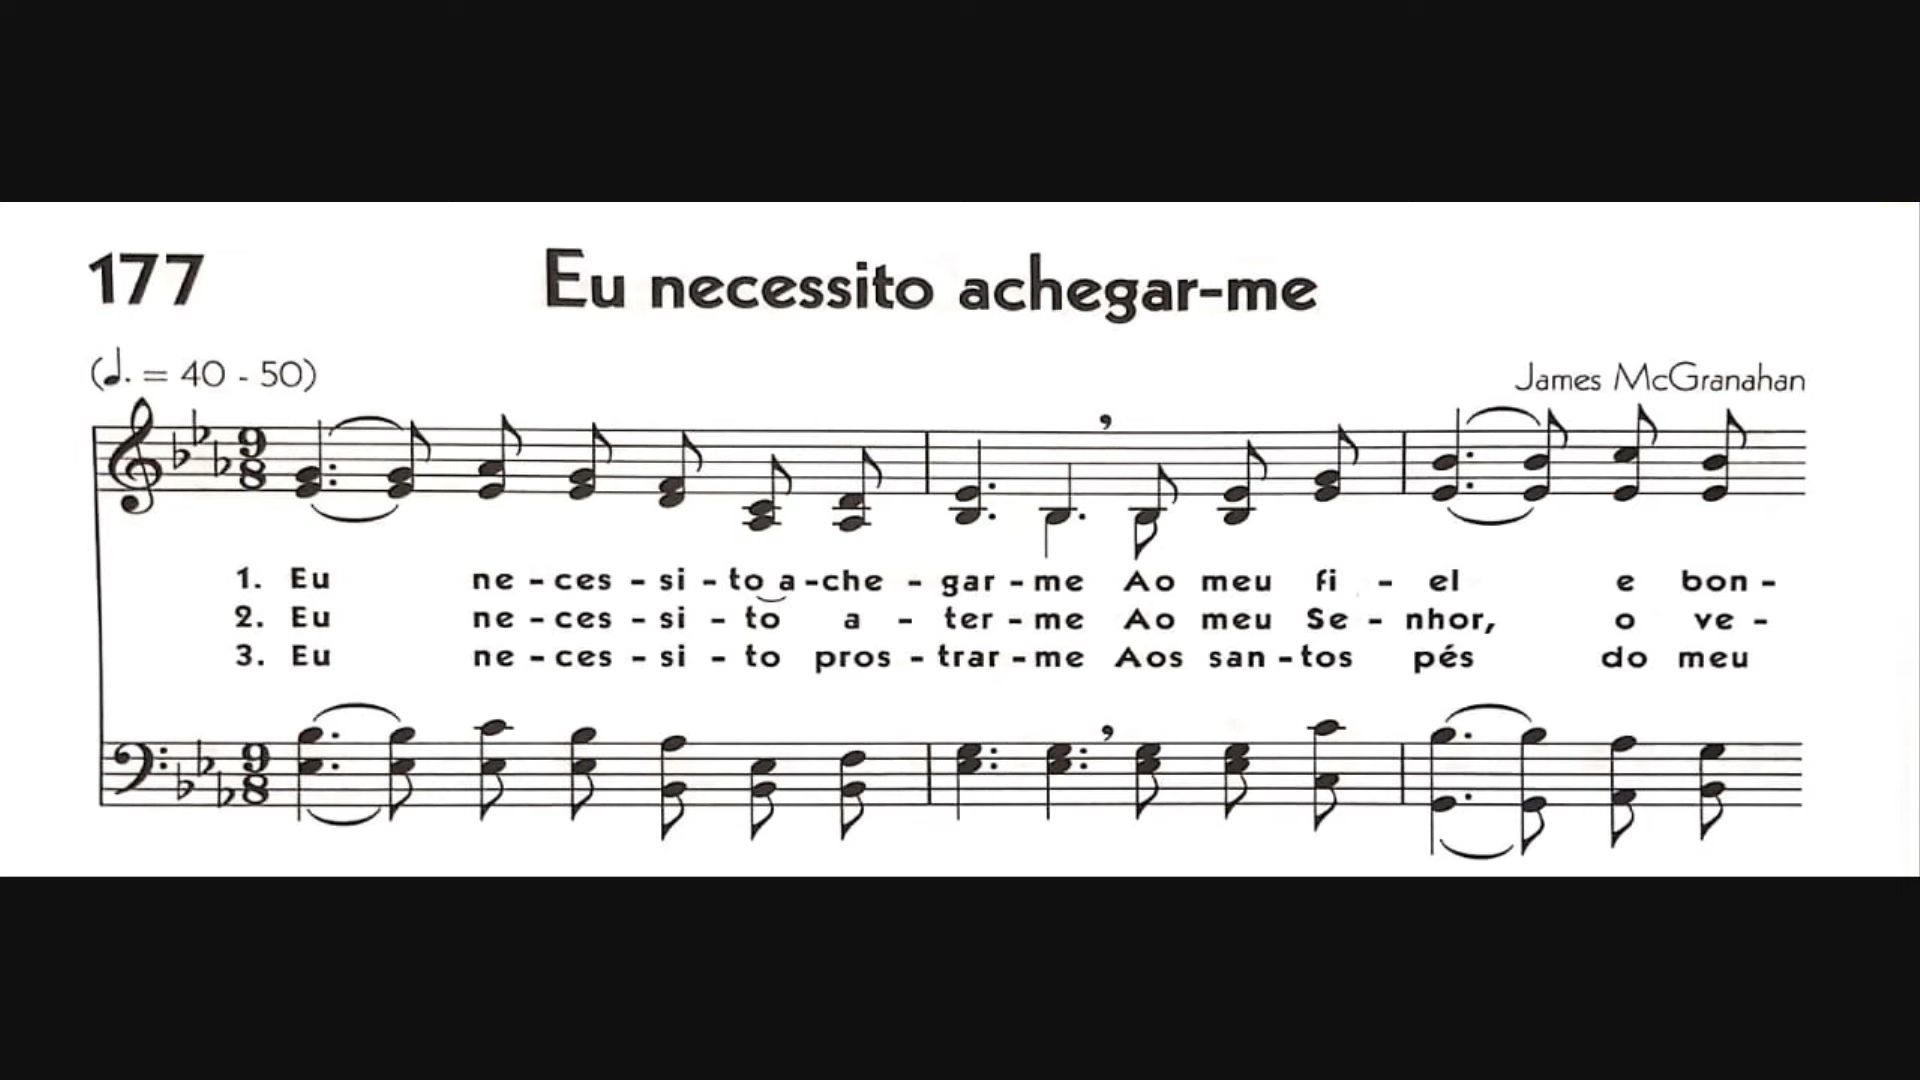 177 Eu necessito achegar-me
(♩. = 40 - 50) James McGranahan
9 8
1. Eu ne - ces - si - to a - che - gar - me Ao meu fi - el e bon -
2. Eu ne - ces - si - to a - ter - me Ao meu Se - nhor, o ve -
3. Eu ne - ces - si - to pros - trar - me Aos san - tos pés do meu
9 8